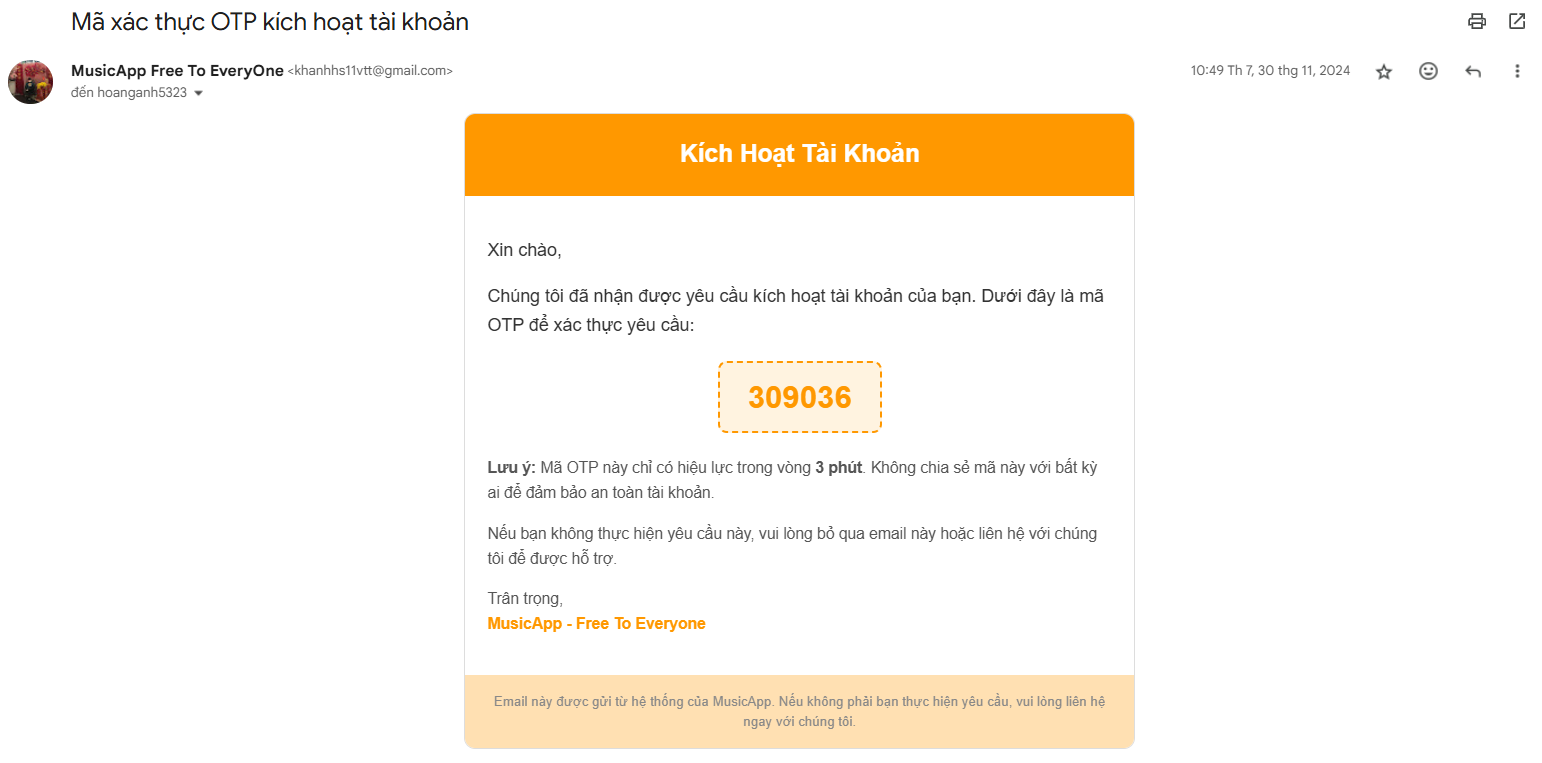 Mã xác thực OTP kích hoạt tài khoản
MusicApp Free To EveryOne <khanhhs11vtt@gmail.com>
10:49 Th 7, 30 thg 11, 2024
đến hoanganh5323
Kích Hoạt Tài Khoản
Xin chào,
Chúng tôi đã nhận được yêu cầu kích hoạt tài khoản của bạn. Dưới đây là mã
OTP để xác thực yêu cầu:
309036
Lưu ý: Mã OTP này chỉ có hiệu lực trong vòng 3 phút. Không chia sẻ mã này với bất kỳ
ai để đảm bảo an toàn tài khoản.
Nếu bạn không thực hiện yêu cầu này, vui lòng bỏ qua email này hoặc liên hệ với chúng
tôi để được hỗ trợ.
Trân trọng,
MusicApp - Free To Everyone
Email này được gửi từ hệ thống của MusicApp. Nếu không phải bạn thực hiện yêu cầu, vui lòng liên hệ
ngay với chúng tôi.